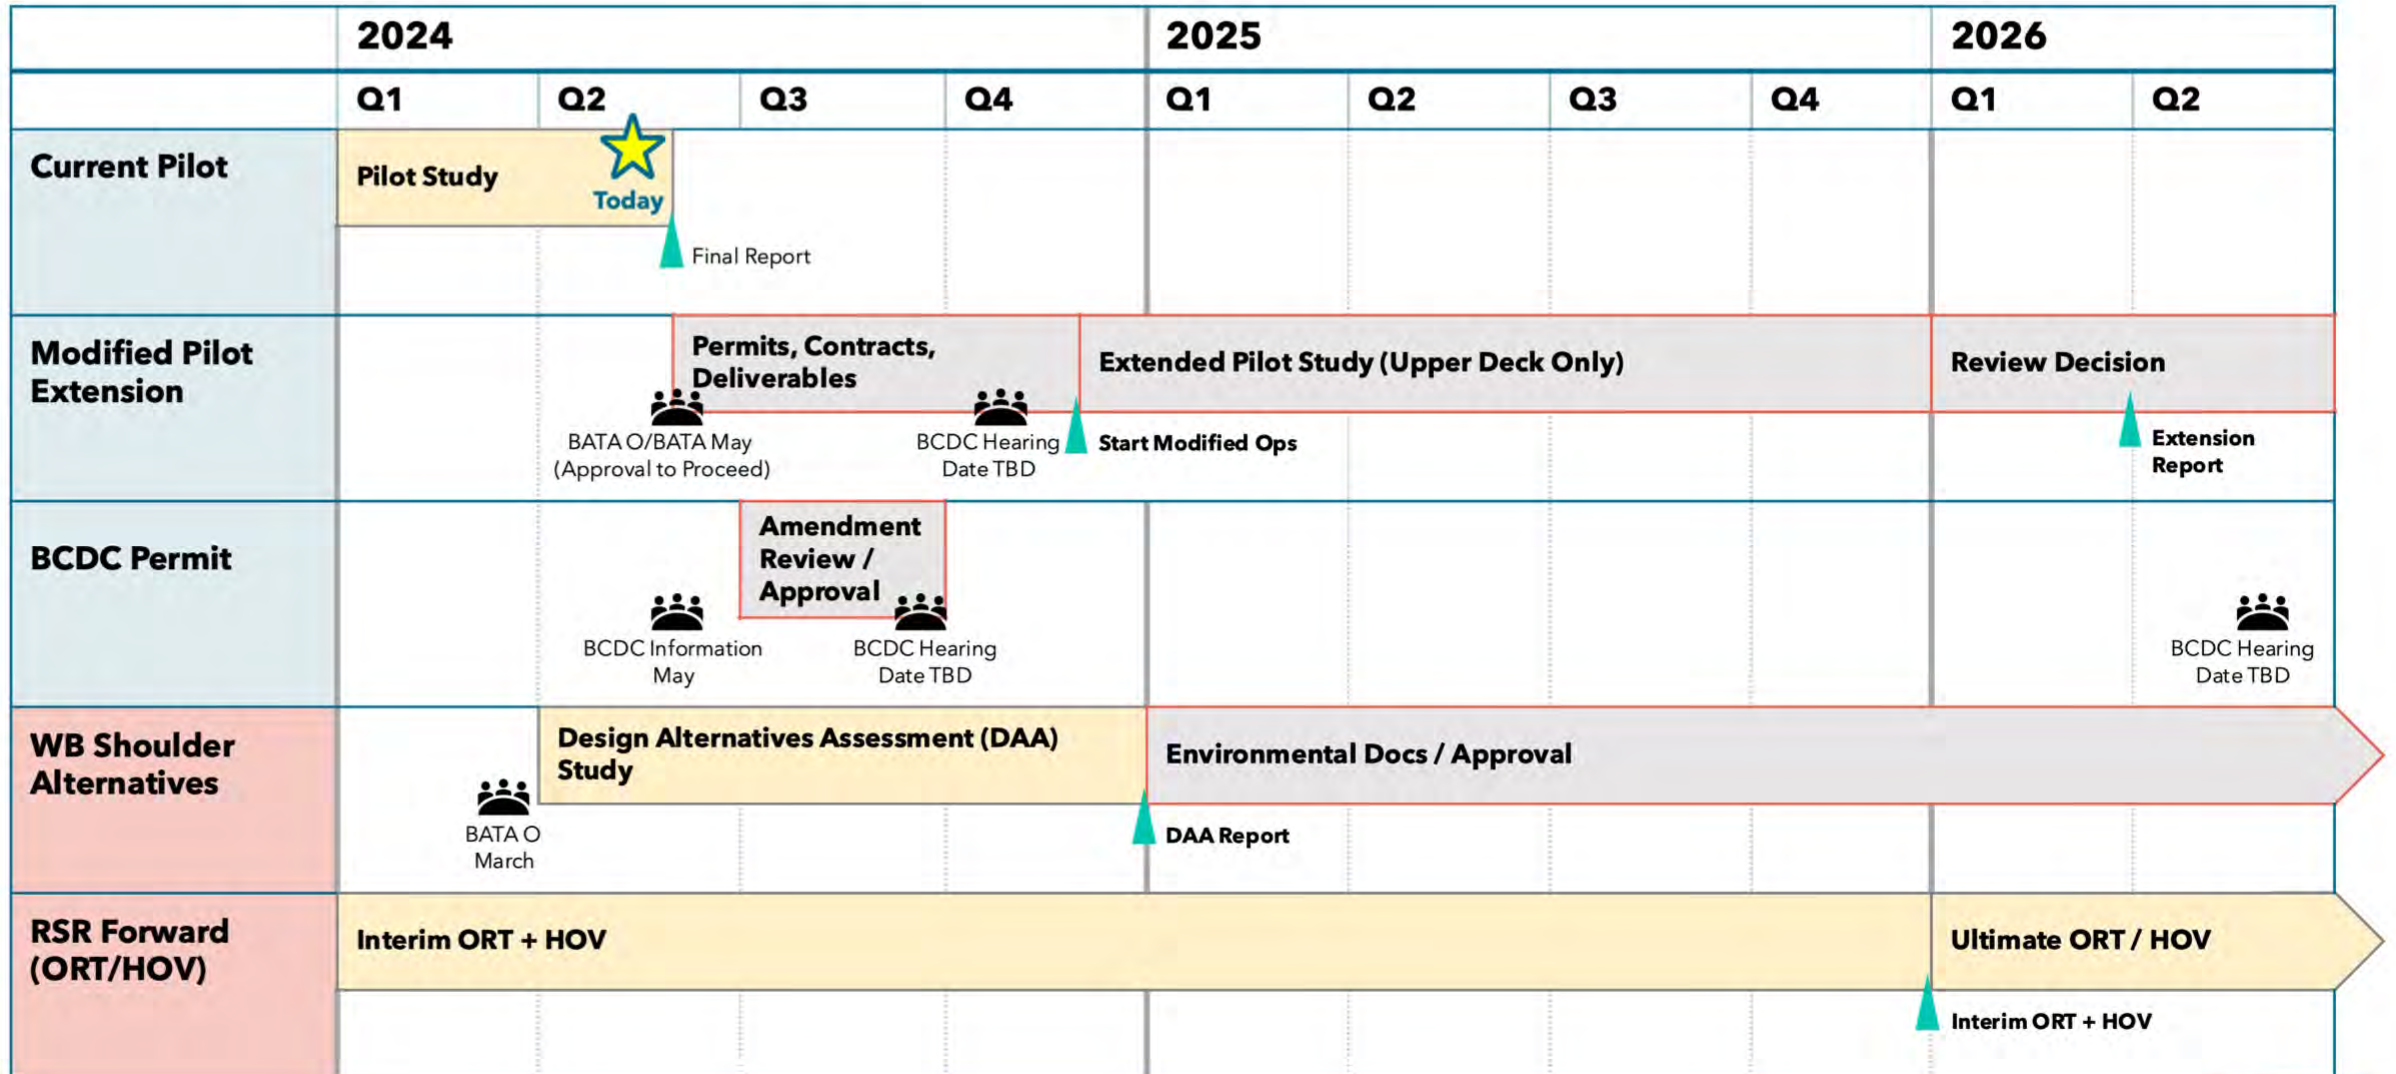 2024
2025
2026
Q1
Q2
Q3
Q4
Q1
Q2
Q3
Q4
Q1
Q2
Current Pilot
Pilot Study
Today
Final Report
Modified Pilot
Extension
Permits, Contracts,
Deliverables
Extended Pilot Study (Upper Deck Only)
Review Decision
BATA O/BATA May
(Approval to Proceed)
BCDC Hearing
Date TBD
Start Modified Ops
Extension
Report
BCDC Permit
Amendment
Review /
Approval
BCDC Information
May
BCDC Hearing
Date TBD
BCDC Hearing
Date TBD
WB Shoulder
Alternatives
Design Alternatives Assessment (DAA)
Study
Environmental Docs / Approval
BATA O
March
DAA Report
RSR Forward
(ORT/HOV)
Interim ORT + HOV
Ultimate ORT / HOV
Interim ORT + HOV